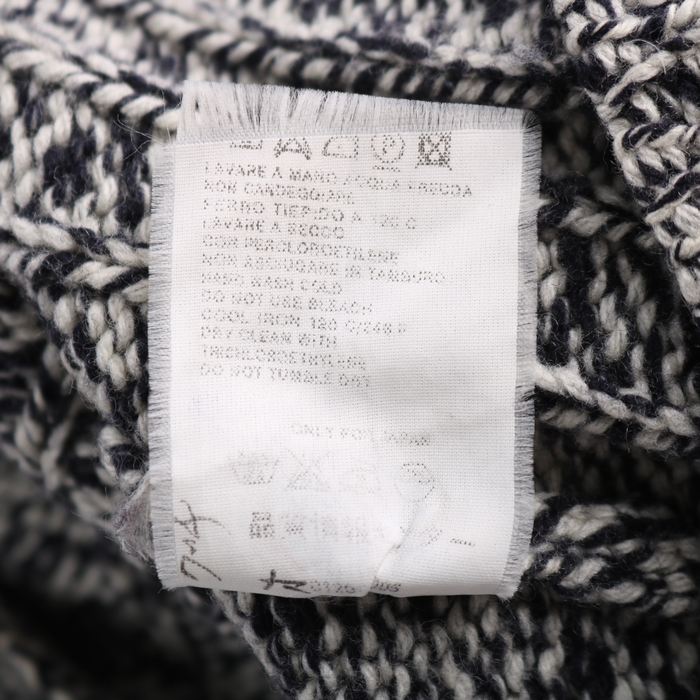 LAVARE A MANO ACQUA FREDDA
NON CANDEGGIARE
FERRO TIEPIDO A 120 C
LAVARE A SECCO
CON PERCLOROETILENE
NON ASCIUGARE IN TAMBURO
HAND WASH COLD
DO NOT USE BLEACH
COOL IRON 120 C/248 F
DRY CLEAN WITH
TRICHLOROETHYLENE
DO NOT TUMBLE DRY
ONLY FOR JAPAN